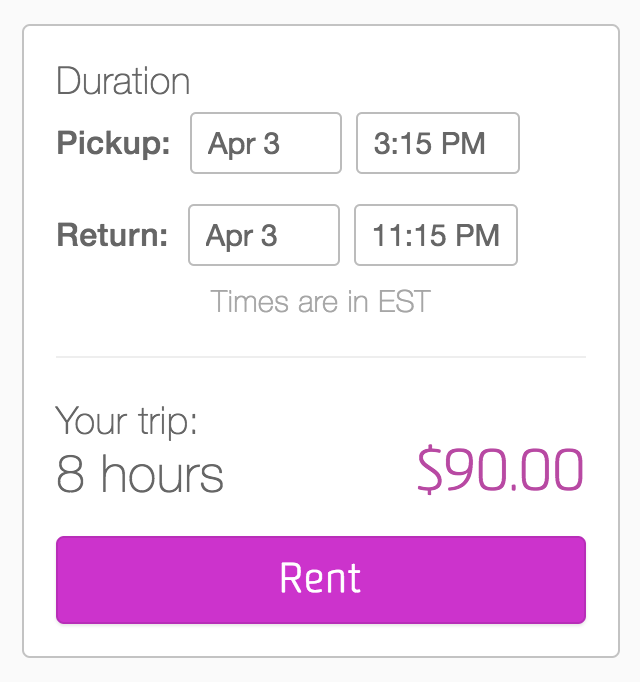 Duration
Pickup: Apr 3 3:15 PM
Return: Apr 3 11:15 PM
Times are in EST
Your trip:
8 hours $90.00
Rent